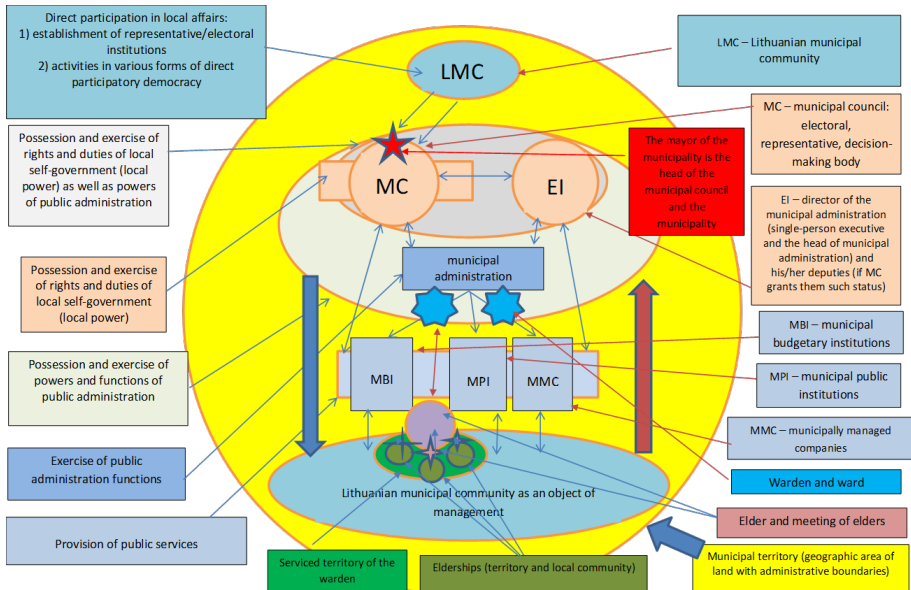 Direct participation in local affairs:
1) establishment of representative/electoral
institutions
2) activities in various forms of direct
participatory democracy
Possession and exercise of
rights and duties of local
self-government (local
power) as well as powers
of public administration
Possession and exercise
of rights and duties
of local self-government
(local power)
Possession and exercise of
powers and functions of
public administration
Exercise of public
administration functions
Provision of public services
LMC
MC
EI
municipal
administration
MBI
MPI
MMC
Lithuanian municipal community as an object of
management
Serviced territory of the
warden
Elderships (territory and local community)
LMC – Lithuanian municipal
community
MC – municipal council:
electoral,
representative, decision-
making body
The mayor of the
municipality is the
head of the
municipal council
and the
municipality
EI – director of the
municipal administration
(single-person executive
and the head of municipal
administration) and
his/her deputies (if MC
grants them such status)
MBI – municipal
budgetary institutions
MPI – municipal public
institutions
MMC – municipally managed
companies
Warden and ward
Elder and meeting of elders
Municipal territory (geographic area of
land with administrative boundaries)